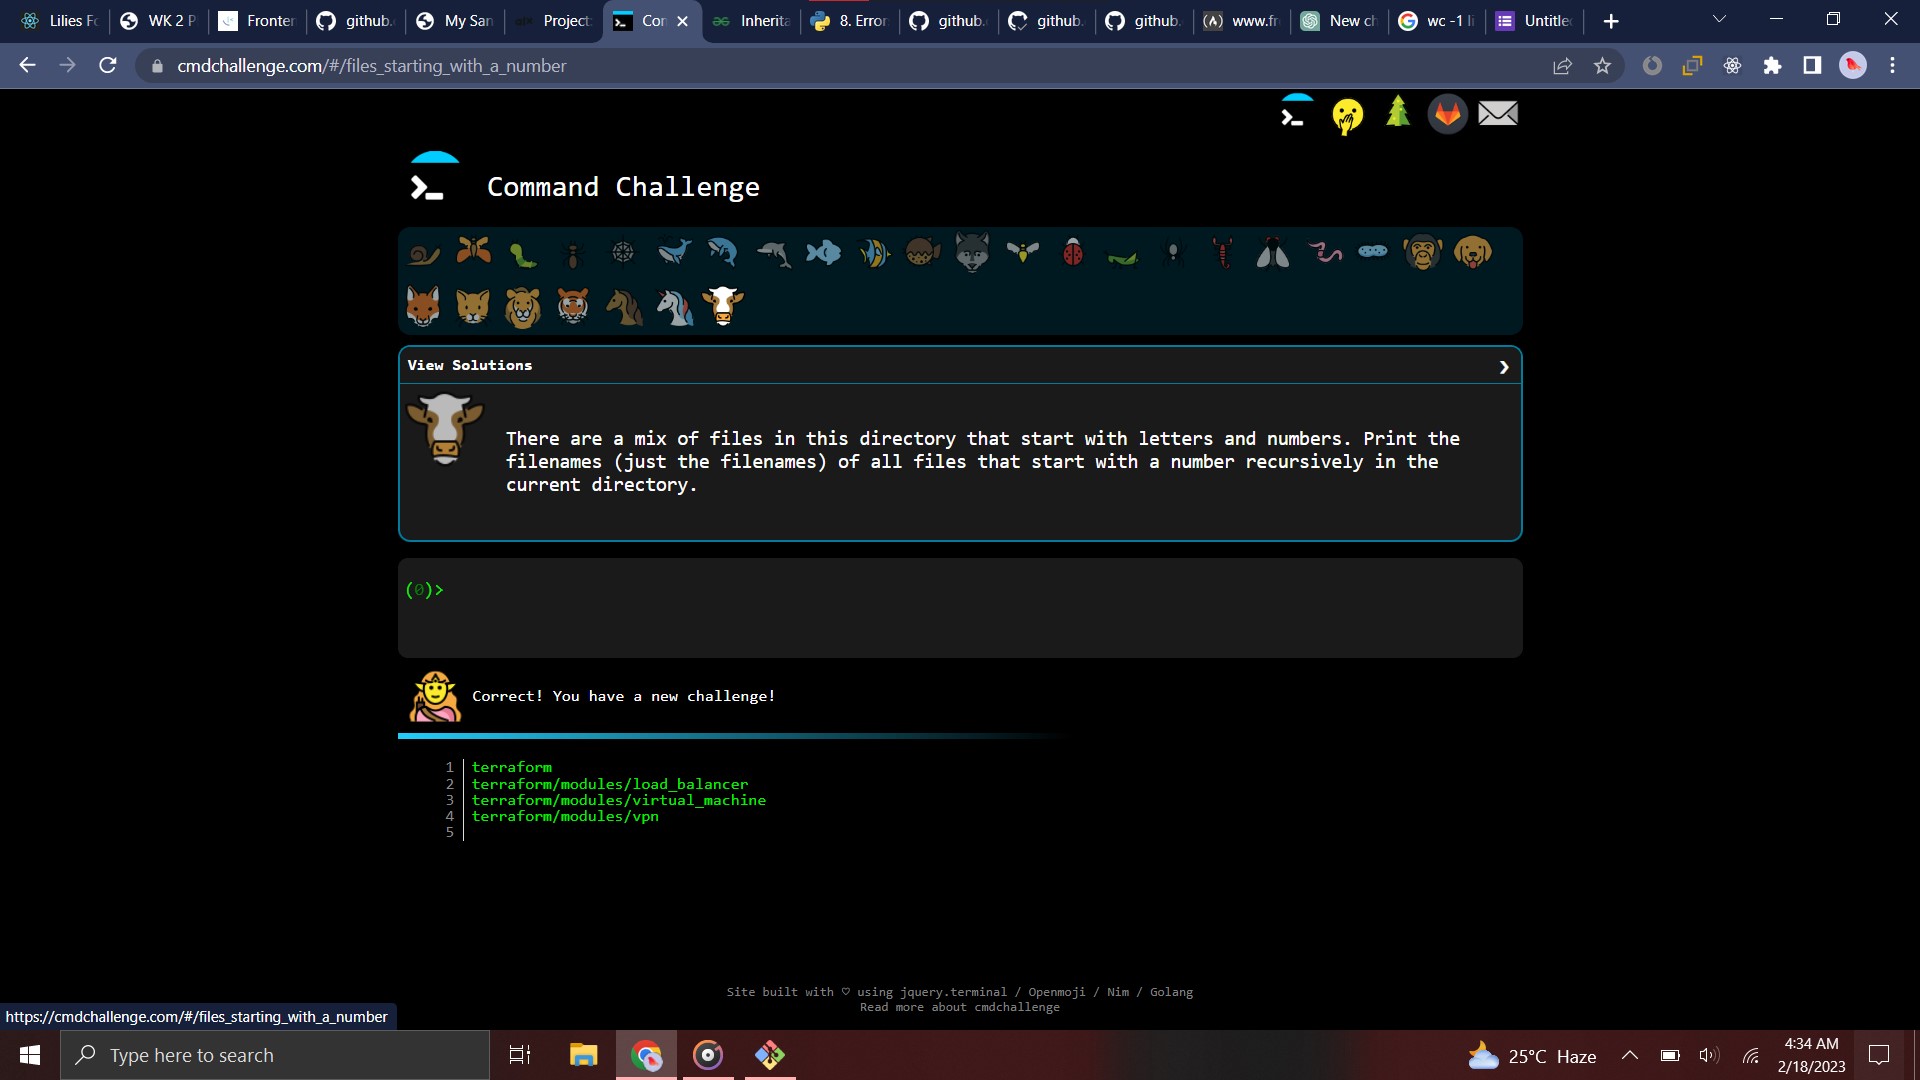 Lilies Fo
WK 2 P
Fronten
github.
My San
Project:
Con
Inherita
8. Error
github.
github.
github.
www.fr
New ch
wc -1 li
Untitled
cmdchallenge.com/#/files_starting_with_a_number
Command Challenge
View Solutions
There are a mix of files in this directory that start with letters and numbers. Print the
filenames (just the filenames) of all files that start with a number recursively in the
current directory.
(0)>
Correct! You have a new challenge!
1 terraform
2 terraform/modules/load_balancer
3 terraform/modules/virtual_machine
4 terraform/modules/vpn
5
Site built with ♡ using jquery.terminal / Openmoji / Nim / Golang
Read more about cmdchallenge
https://cmdchallenge.com/#/files_starting_with_a_number
Type here to search
25°C Haze
4:34 AM
2/18/2023